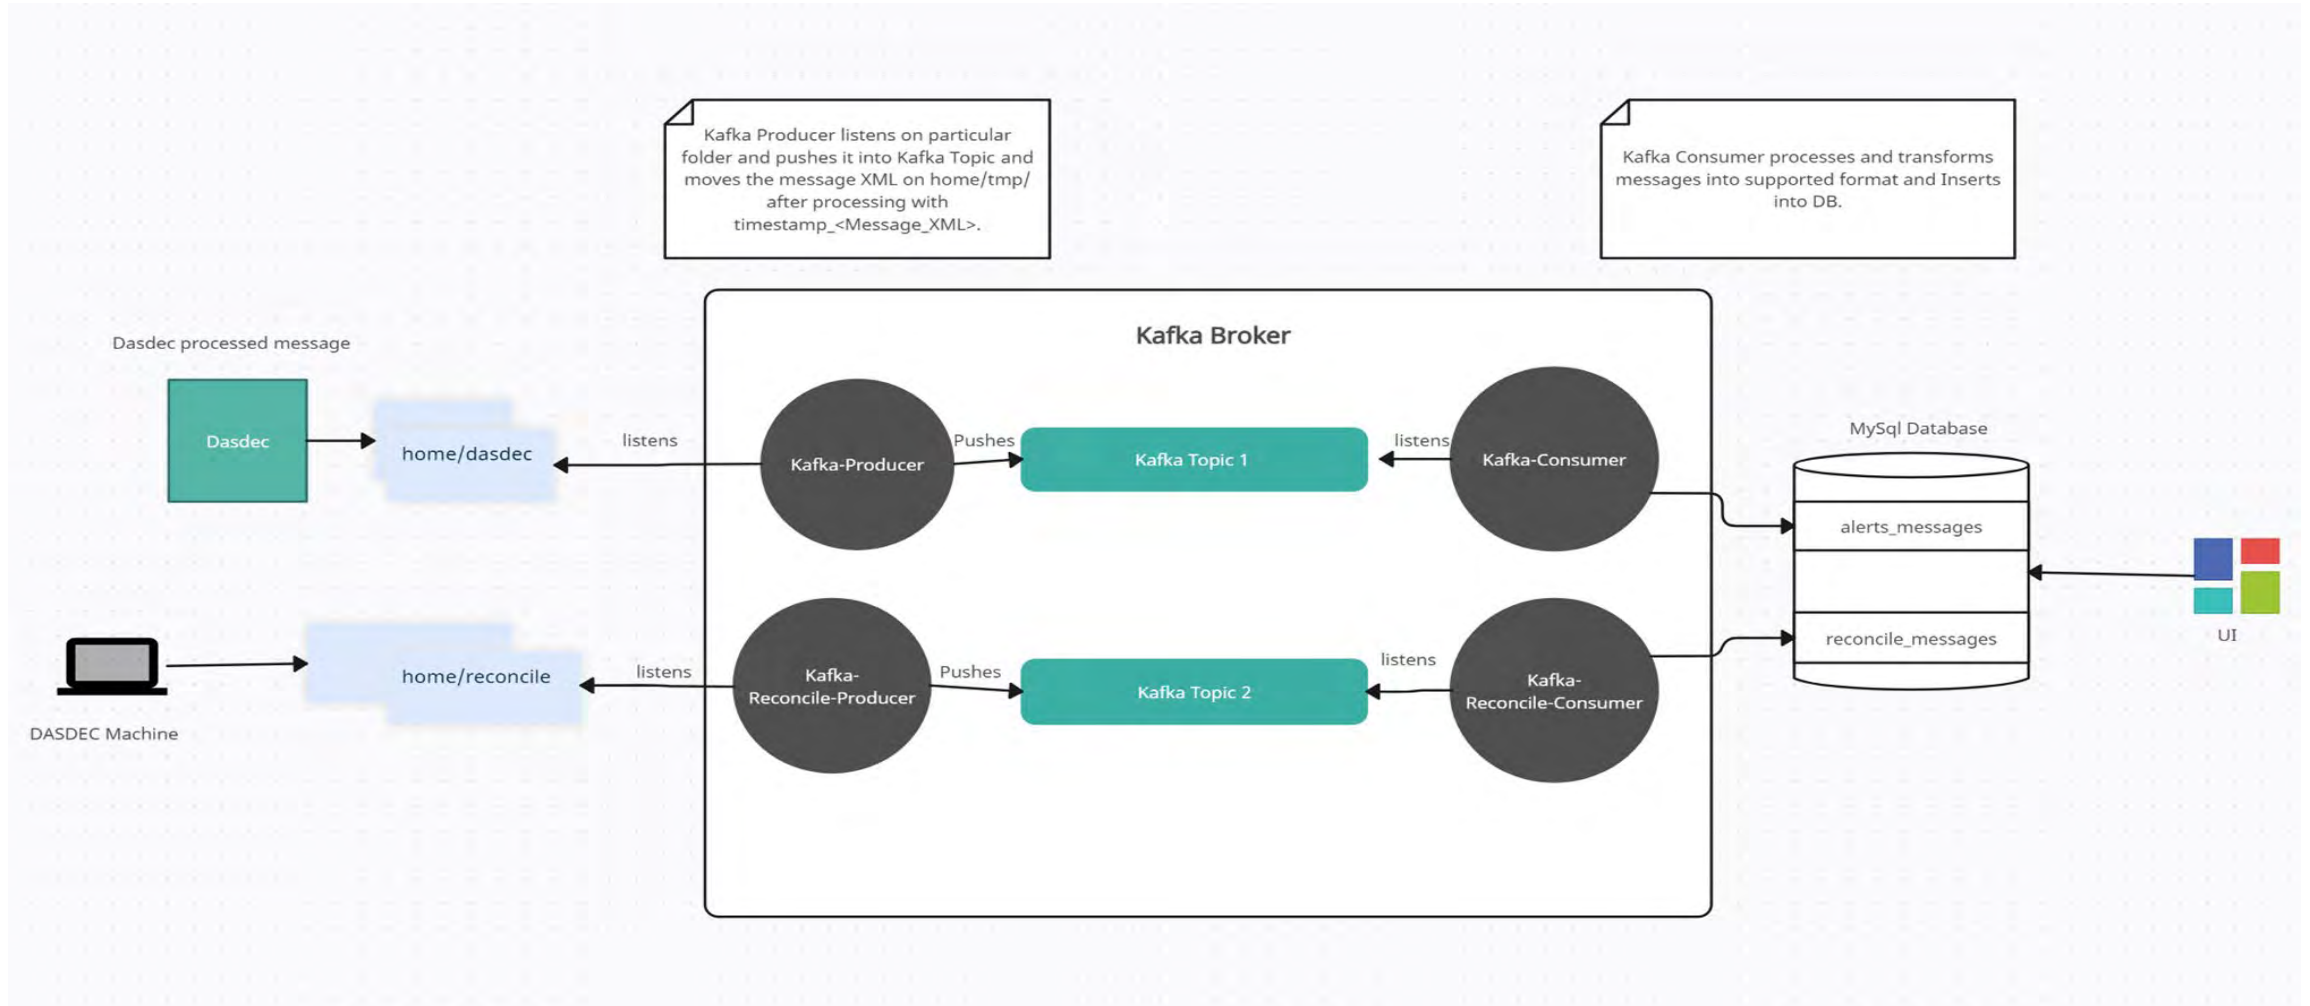 Kafka Producer listens on particular
folder and pushes it into Kafka Topic and
moves the message XML on home/tmp/
after processing with
timestamp_<Message_XML>.
Kafka Consumer processes and transforms
messages into supported format and Inserts
into DB.
Kafka Broker
Dasdec processed message
Dasdec
home/dasdec
listens
Kafka-Producer
Pushes
Kafka Topic 1
listens
Kafka-Consumer
MySql Database
alerts_messages
reconcile_messages
UI
DASDEC Machine
home/reconcile
listens
Kafka-
Reconcile-Producer
Pushes
Kafka Topic 2
listens
Kafka-
Reconcile-Consumer